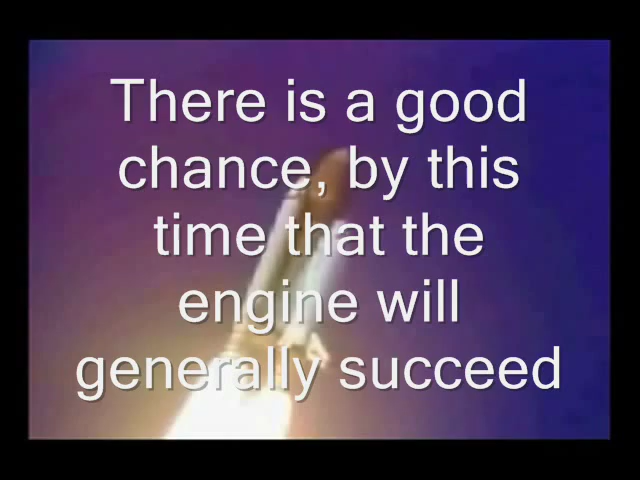 There is a good
chance, by this
time that the
engine will
generally succeed